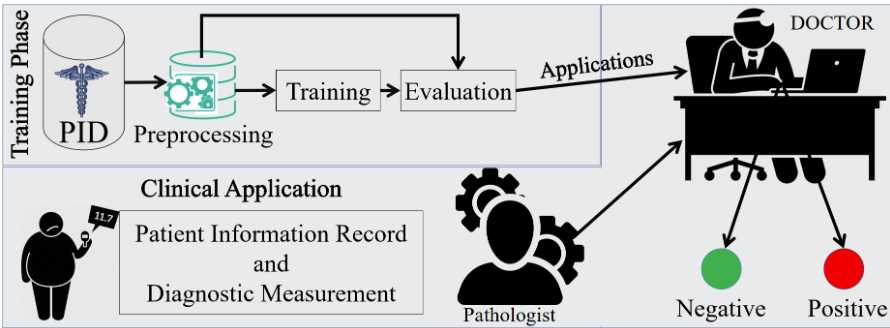 Training Phase
PID
Preprocessing
Training
Evaluation
Applications
DOCTOR
Clinical Application
11.7
Patient Information Record
and
Diagnostic Measurement
Pathologist
Negative
Positive